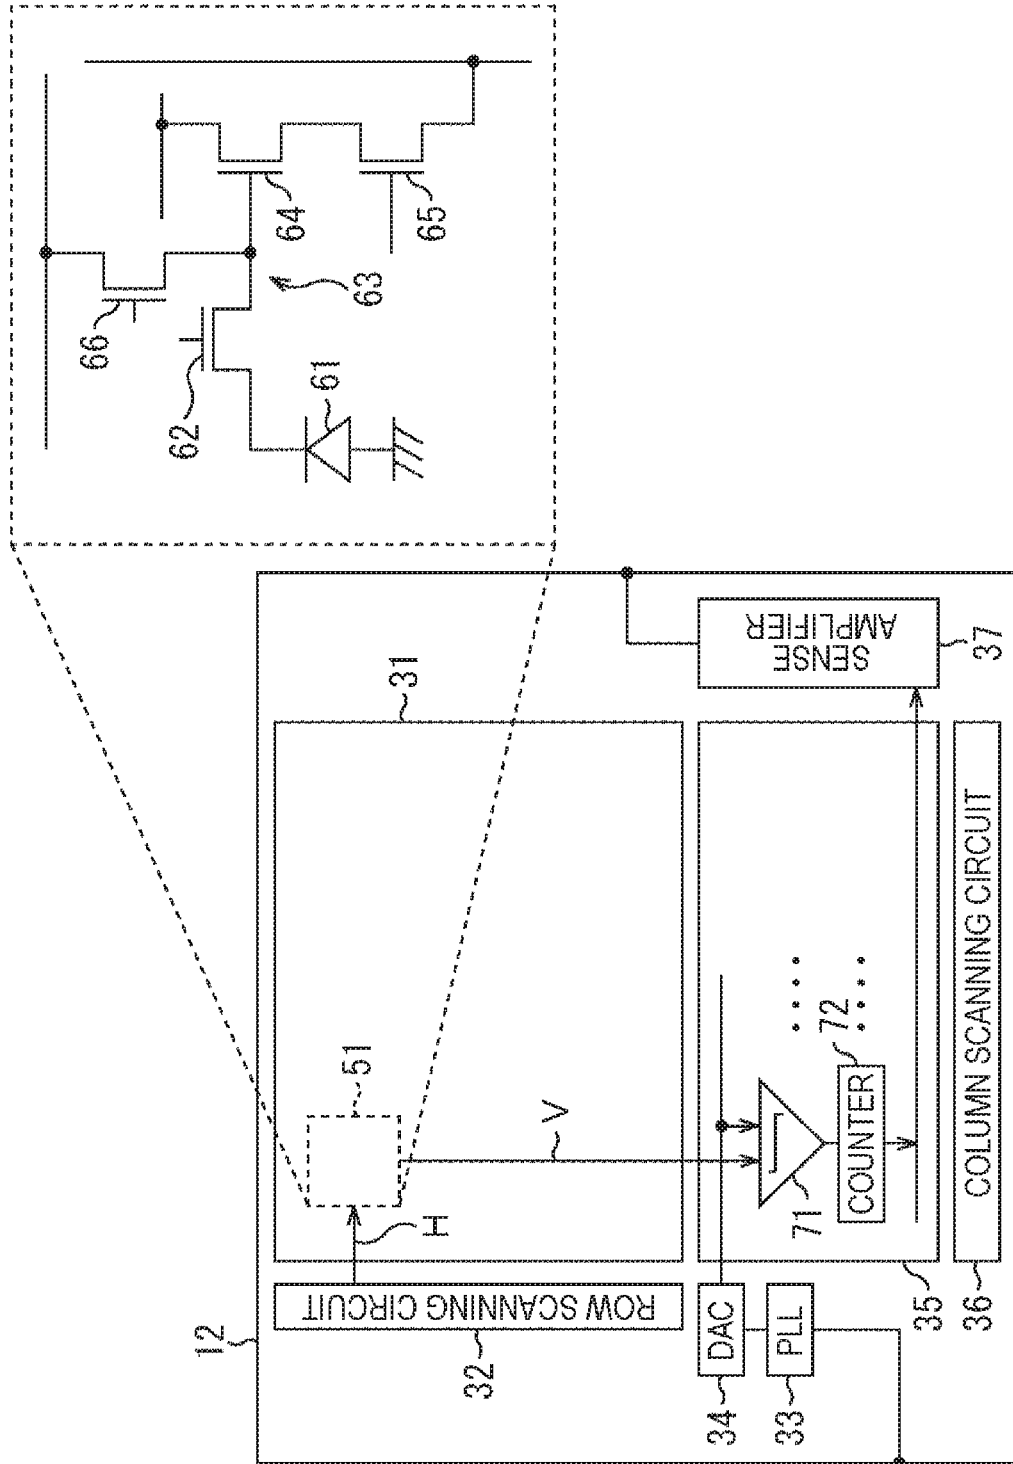 66
62
61
63
64
65
12
31
51
H
V
ROW SCANNING CIRCUIT
32
DAC
34
PLL
33
71
COUNTER
72
35
COLUMN SCANNING CIRCUIT
36
SENSE
AMPLIFIER
37